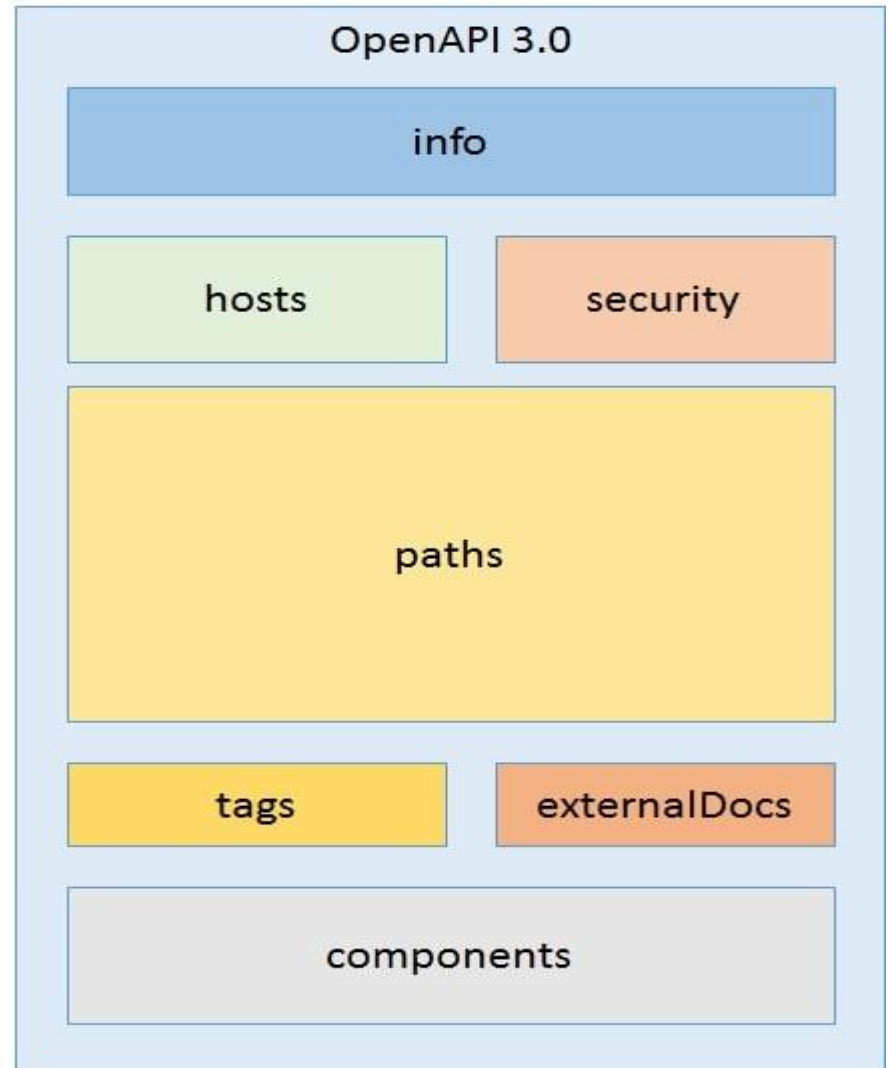 OpenAPI 3.0
info
hosts
security
paths
tags
externalDocs
components